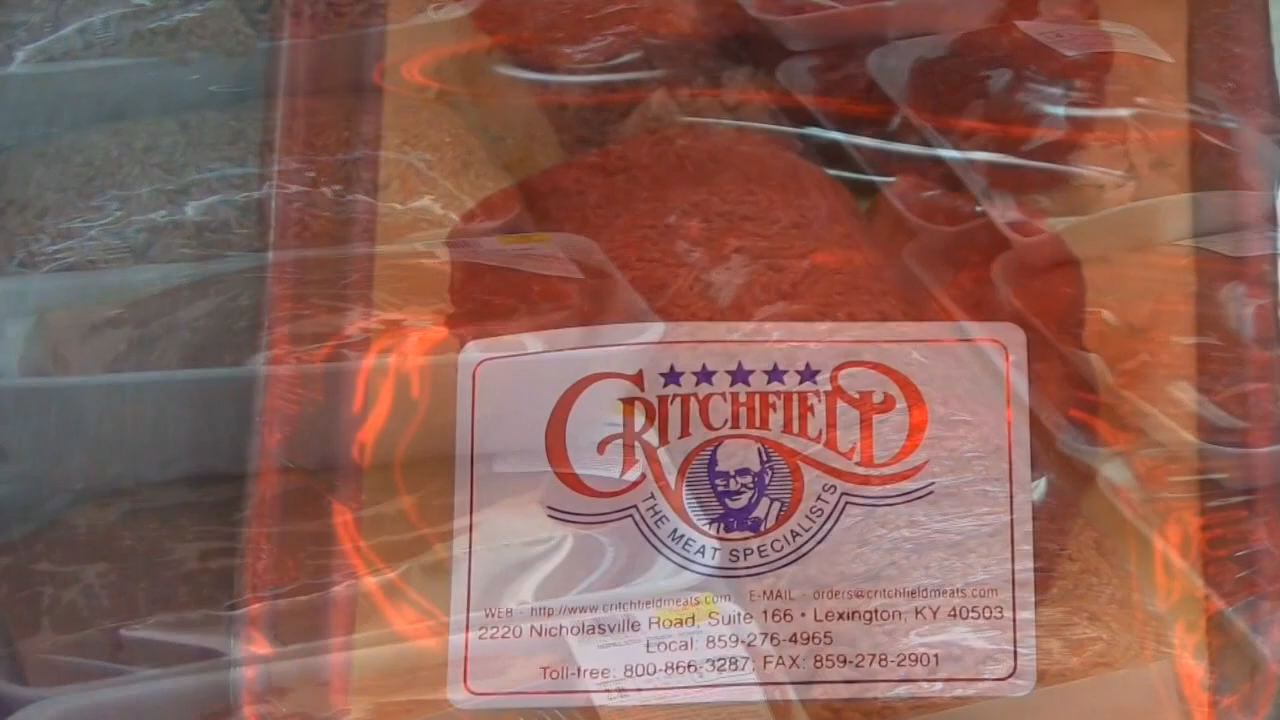 CRITCHFIELD
THE MEAT SPECIALISTS
WEB - http://www.critchfieldmeats.com E-MAIL - orders@critchfieldmeats.com
2220 Nicholasville Road, Suite 166 • Lexington, KY 40503
Local: 859-276-4965
Toll-free: 800-866-3287; FAX: 859-278-2901